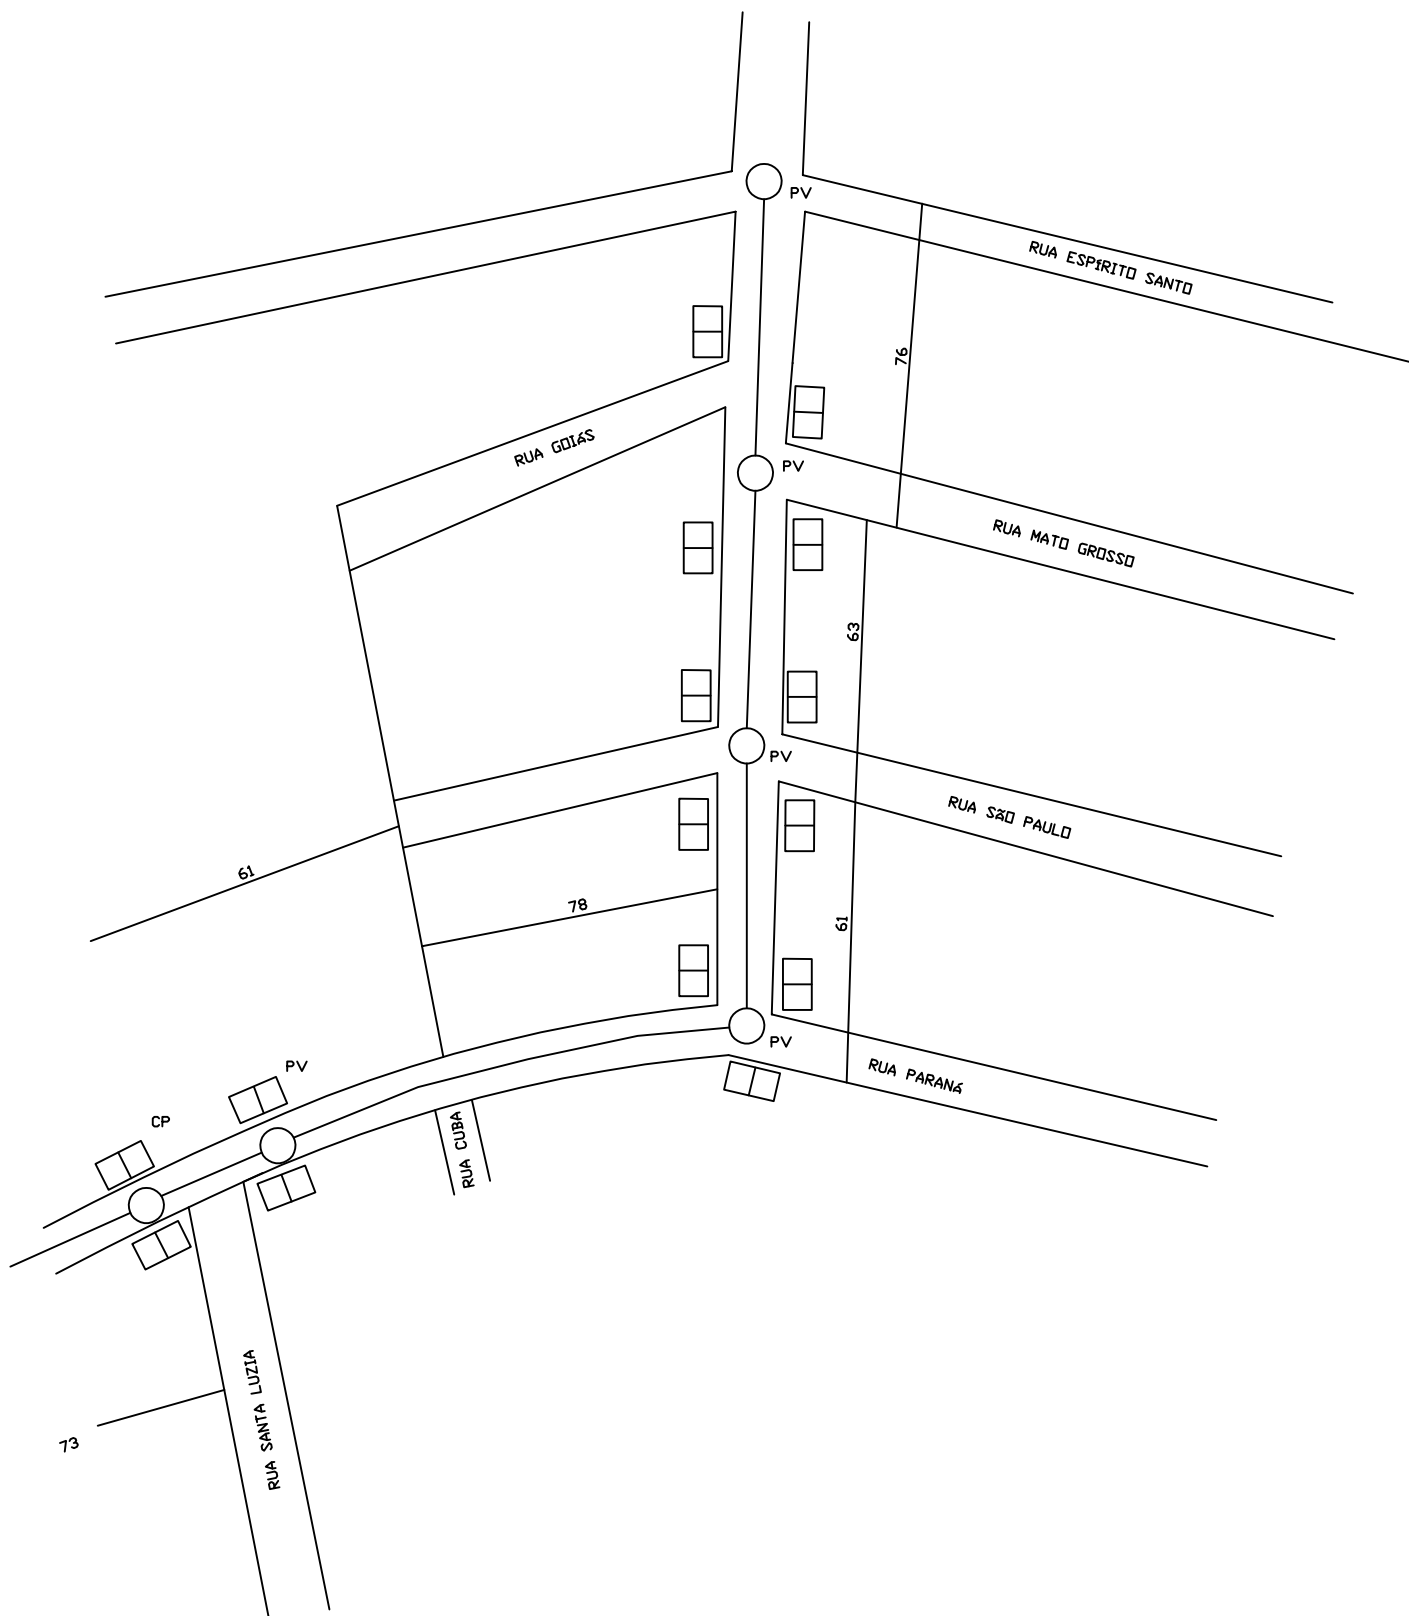 PV
RUA ESPíRITO SANTO
76
RUA GOIáS
PV
RUA MATO GROSSO
63
PV
RUA SãO PAULO
61
78
61
PV
RUA PARANá
PV
CP
RUA CUBA
RUA SANTA LUZIA
73